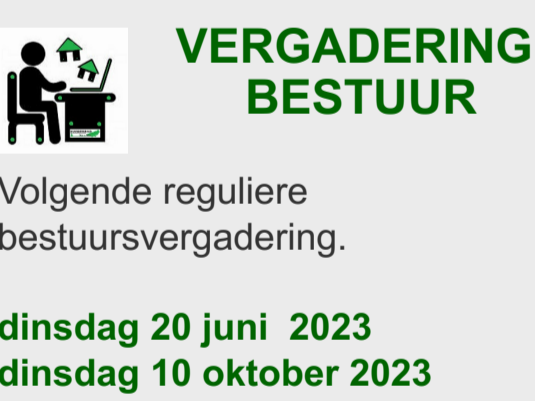 VERGADERING
BESTUUR
Volgende reguliere
bestuursvergadering.
dinsdag 20 juni  2023
dinsdag 10 oktober 2023